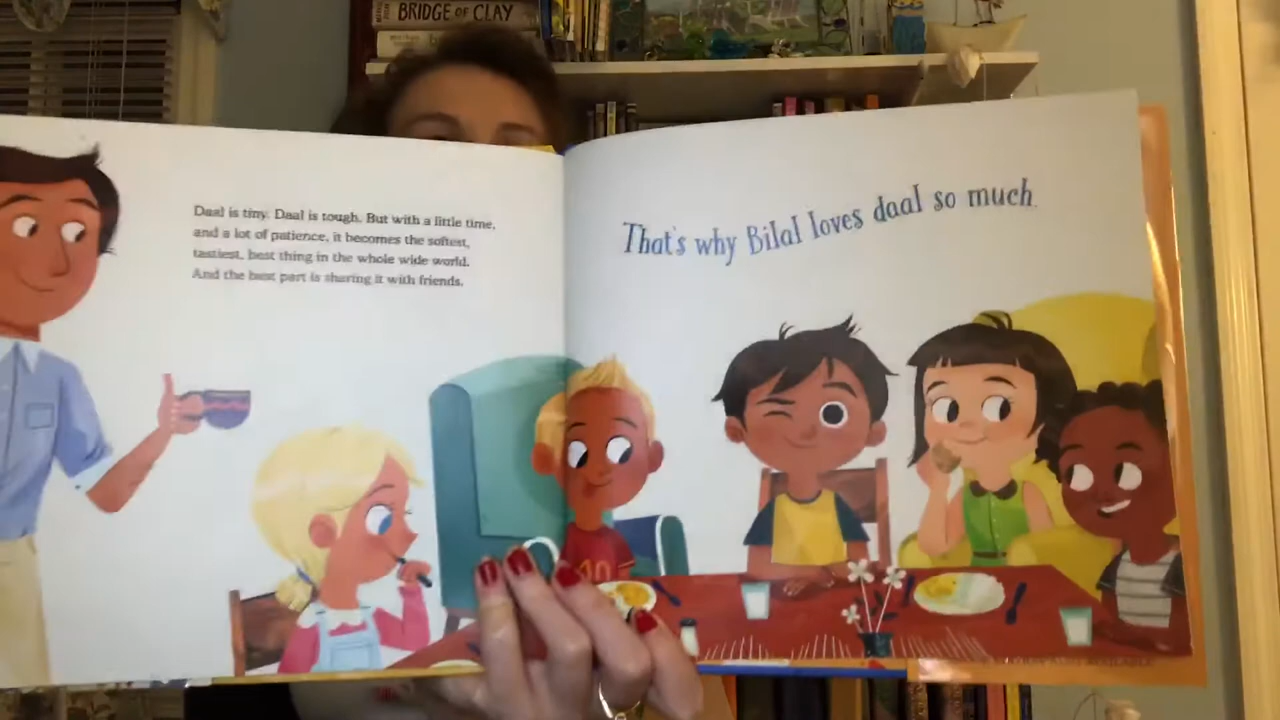 BRIDGE OF CLAY
Daal is tiny. Daal is tough. But with a little time,
and a lot of patience, it becomes the softest,
tastiest, best thing in the whole wide world.
And the best part is sharing it with friends.
That's why Bilal loves daal so much.
10